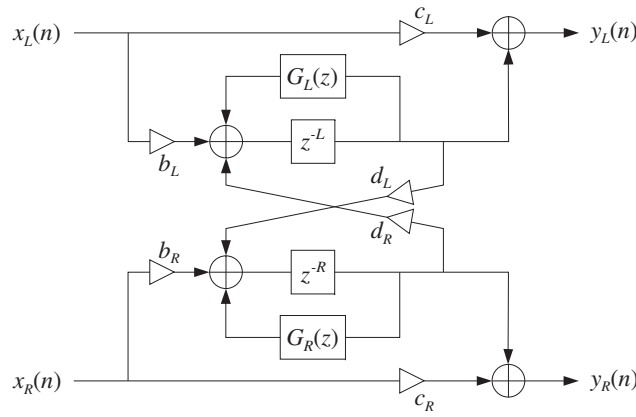 x_L(n)
c_L
y_L(n)
G_L(z)
z^{-L}
b_L
d_L
d_R
b_R
z^{-R}
G_R(z)
x_R(n)
c_R
y_R(n)